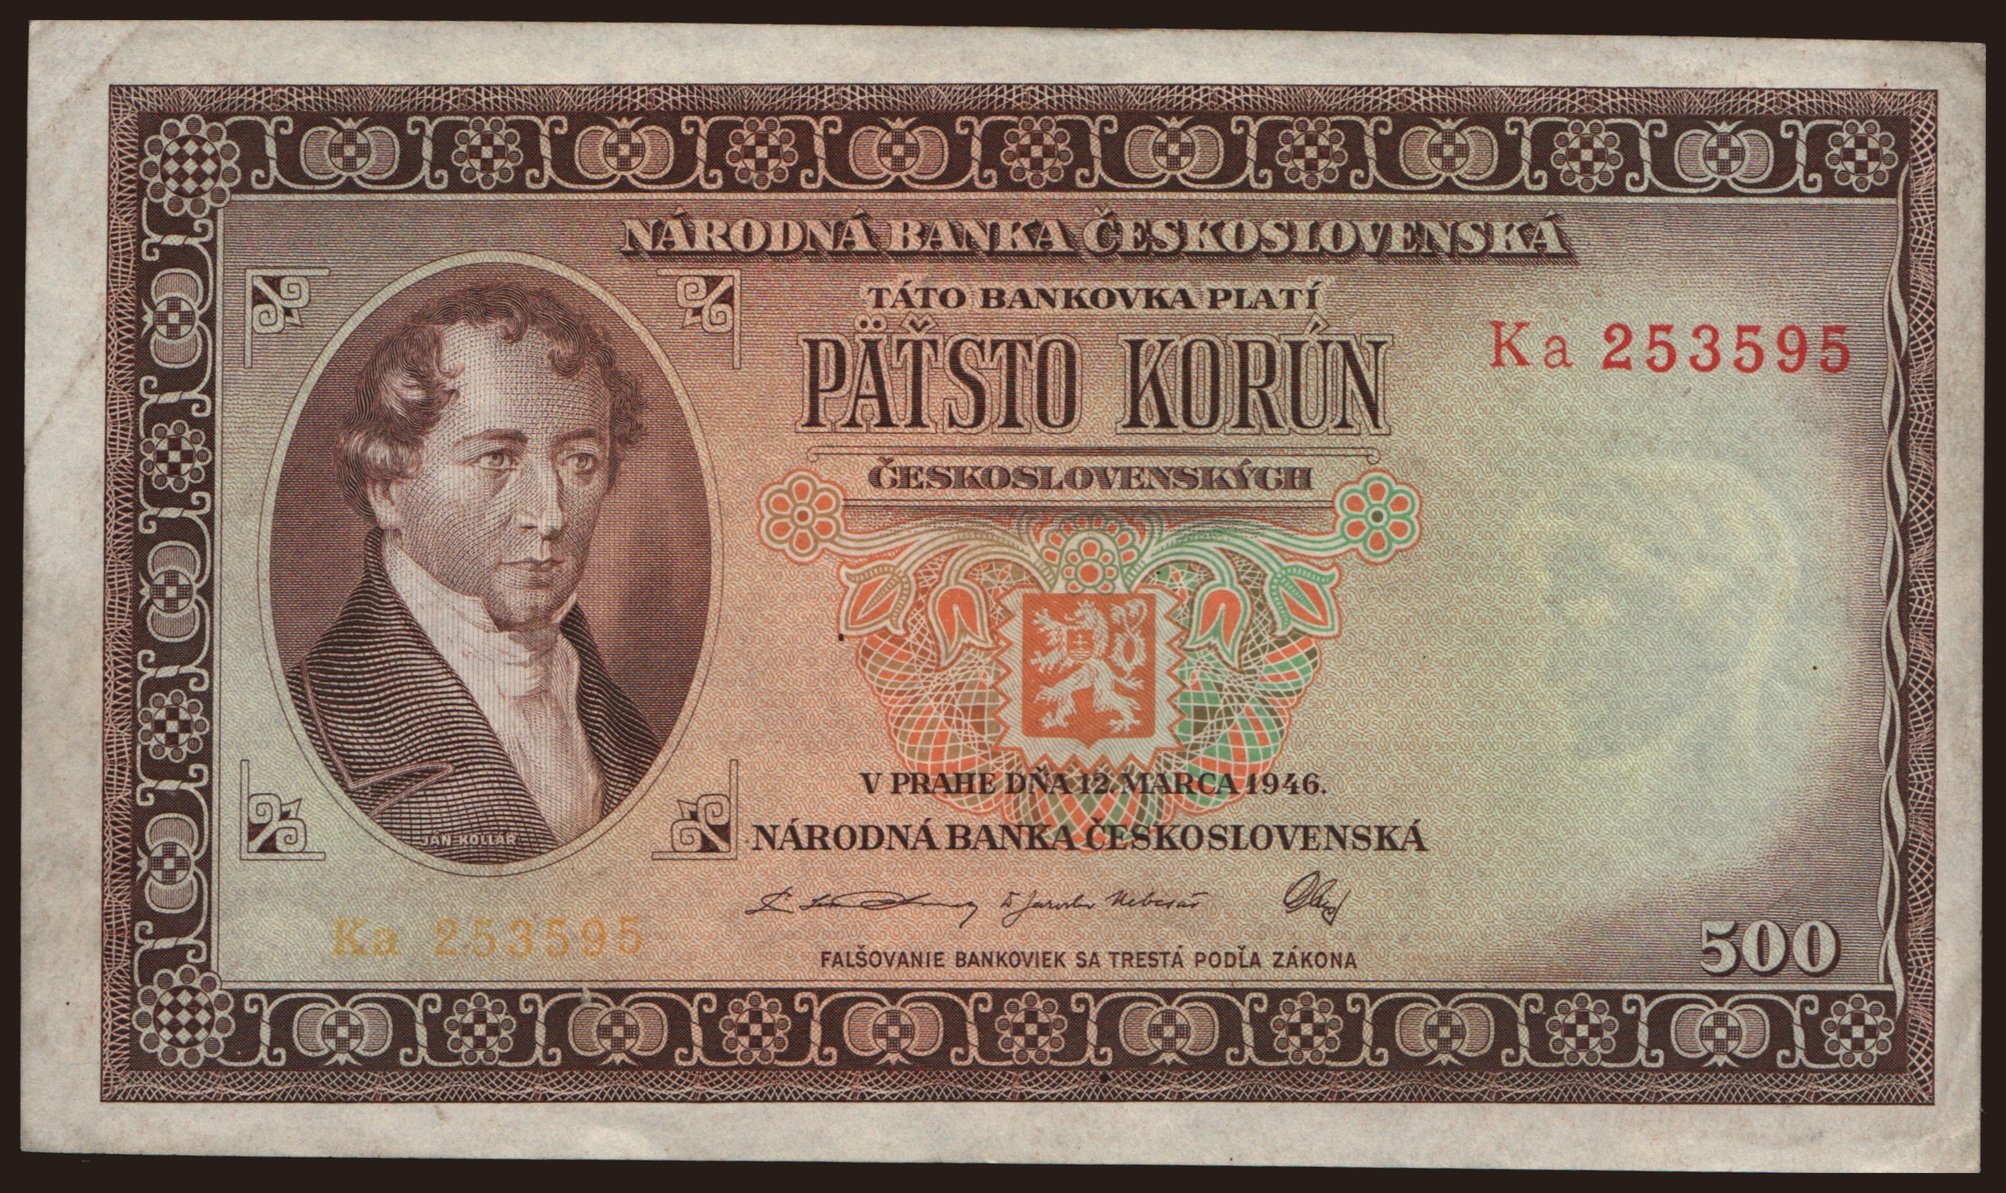 NÁRODNÁ BANKA ČESKOSLOVENSKÁ
TÁTO BANKOVKA PLATÍ
PÄŤSTO KORÚN
Ka 253595
ČESKOSLOVENSKÝCH
V PRAHE DŇA 12. MARCA 1946.
NÁRODNÁ BANKA ČESKOSLOVENSKÁ
JÁN KOLLÁR
Ka 253595
FALŠOVANIE BANKOVIEK SA TRESTÁ PODĽA ZÁKONA
500